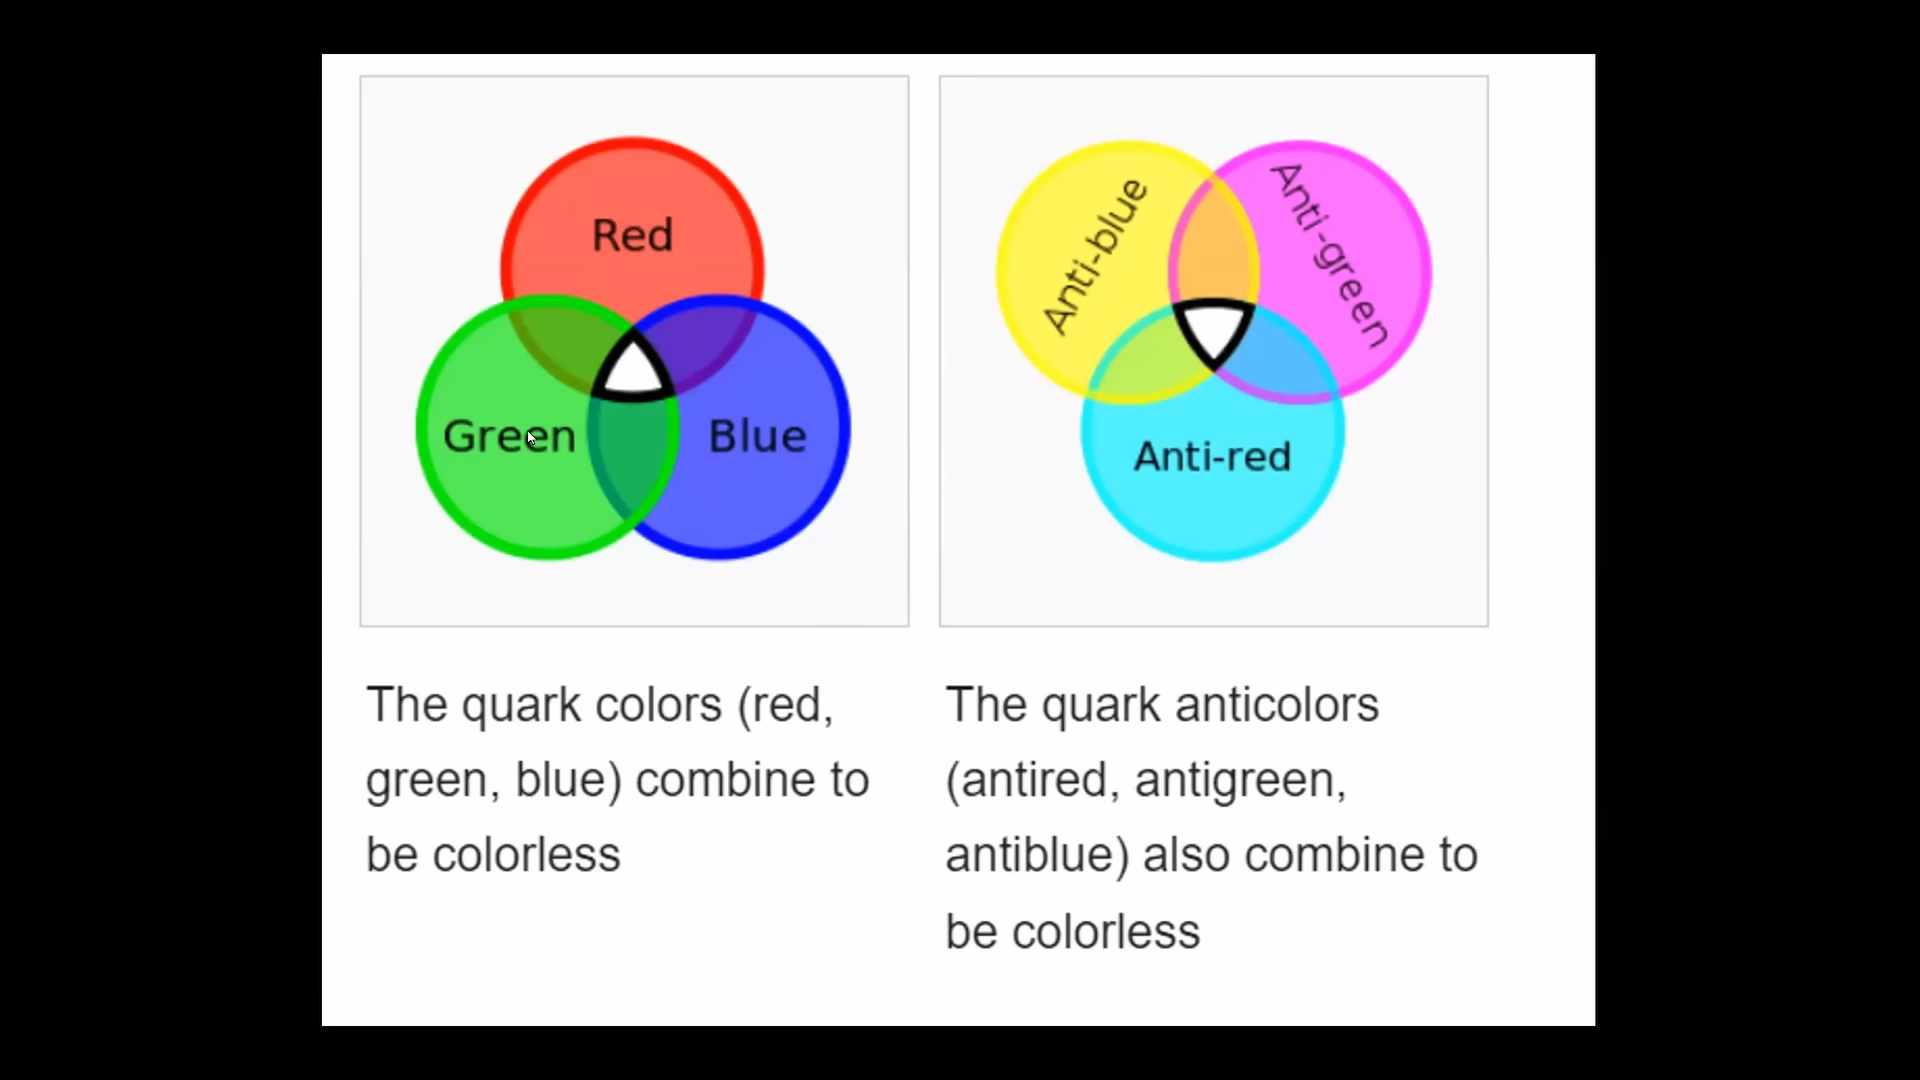 Red
Green
Blue
Anti-blue
Anti-green
Anti-red
The quark colors (red,
green, blue) combine to
be colorless
The quark anticolors
(antired, antigreen,
antiblue) also combine to
be colorless